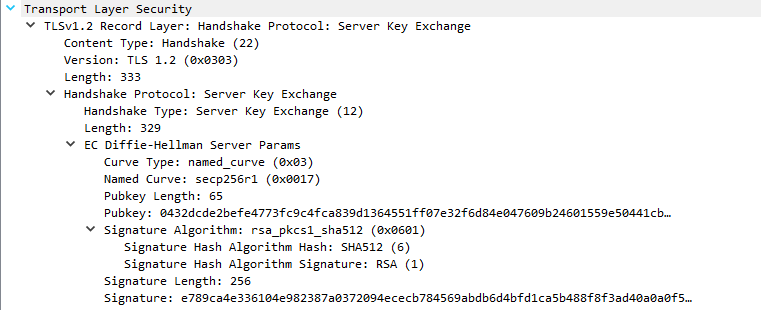 Transport Layer Security
TLSv1.2 Record Layer: Handshake Protocol: Server Key Exchange
Content Type: Handshake (22)
Version: TLS 1.2 (0x0303)
Length: 333
Handshake Protocol: Server Key Exchange
Handshake Type: Server Key Exchange (12)
Length: 329
EC Diffie-Hellman Server Params
Curve Type: named_curve (0x03)
Named Curve: secp256r1 (0x0017)
Pubkey Length: 65
Pubkey: 0432dcde2befe4773fc9c4fca839d1364551ff07e32f6d84e047609b24601559e50441cb…
Signature Algorithm: rsa_pkcs1_sha512 (0x0601)
Signature Hash Algorithm Hash: SHA512 (6)
Signature Hash Algorithm Signature: RSA (1)
Signature Length: 256
Signature: e789ca4e336104e982387a0372094ececb784569abdb6d4bfd1ca5b488f8f3ad40a0a0f5…